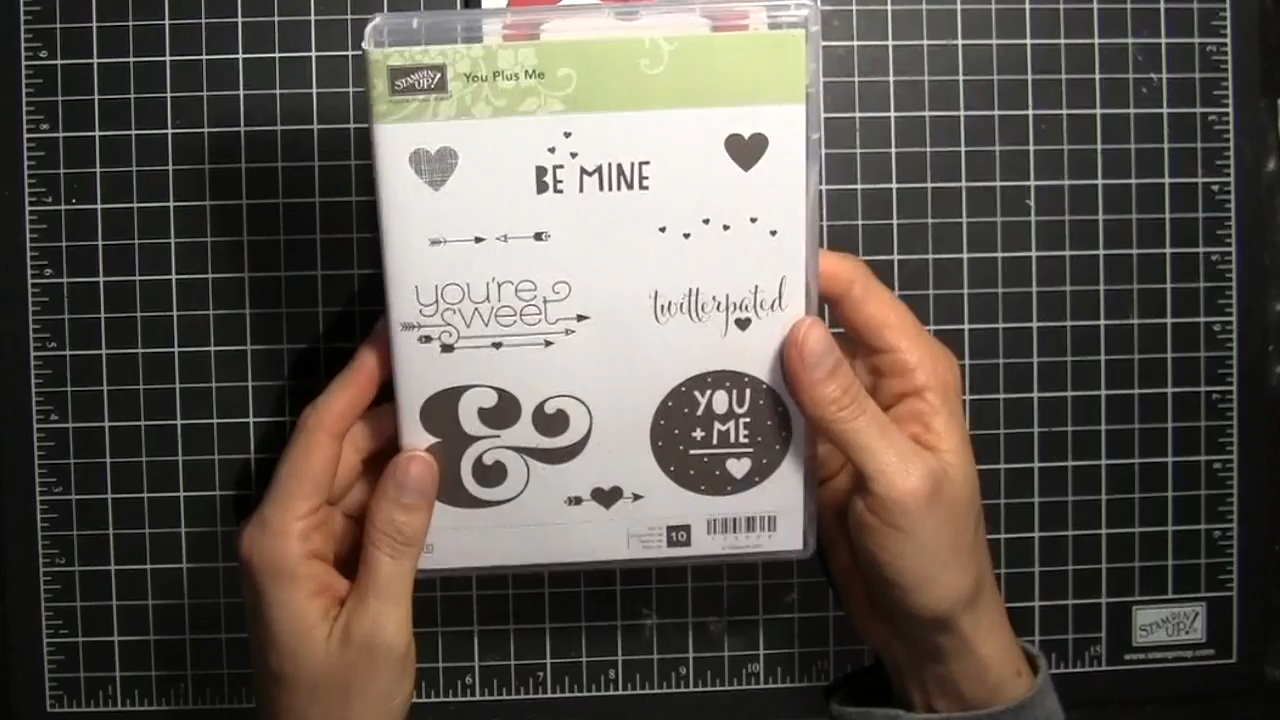 STAMPIN' UP!
You Plus Me
BE MINE
you're
sweet
twitterpated
&
YOU
+ ME
10
STAMPIN' UP!
www.stampinup.com